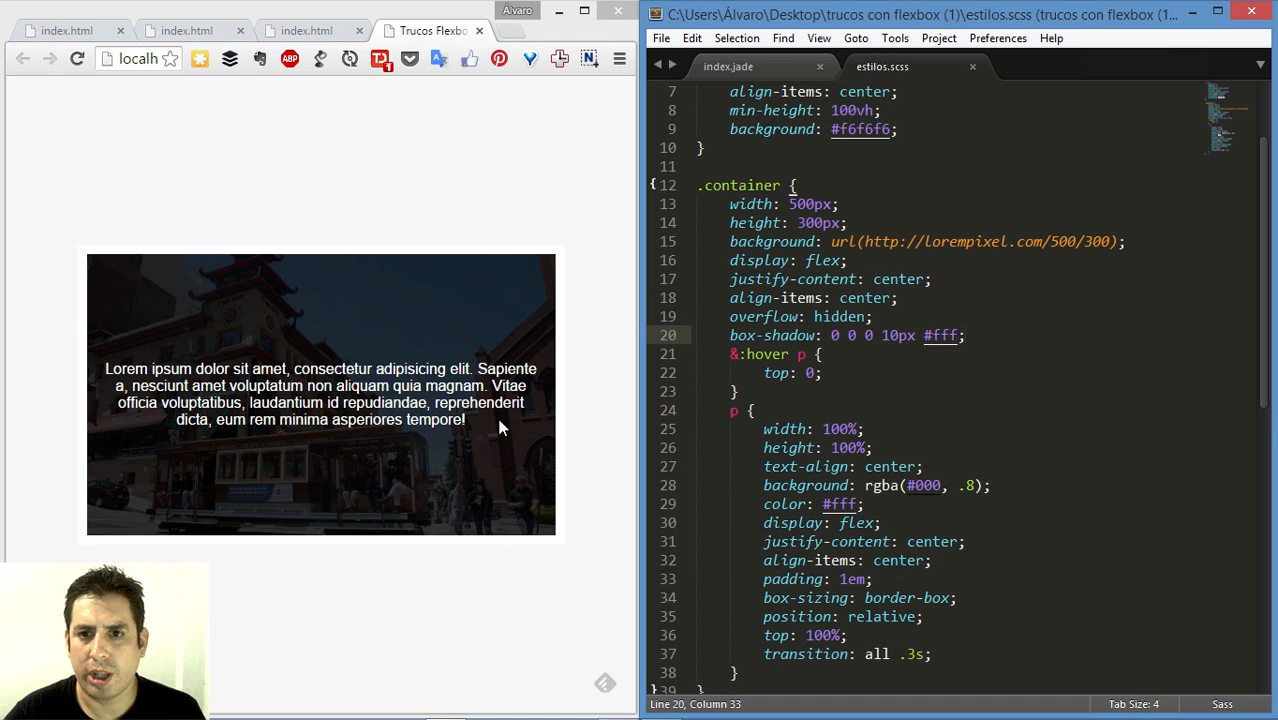 Álvaro
C:\Users\Álvaro\Desktop\trucos con flexbox (1)\estilos.scss (trucos con flexbox (1...
index.html
index.html
index.html
Trucos Flexbo
File Edit Selection Find View Goto Tools Project Preferences Help
localh
ABP
TD
1
N
index.jade
estilos.scss
7 align-items: center;
8 min-height: 100vh;
9 background: #f6f6f6;
10 }
11
12 .container {
13 width: 500px;
14 height: 300px;
15 background: url(http://lorempixel.com/500/300);
16 display: flex;
17 justify-content: center;
18 align-items: center;
19 overflow: hidden;
20 box-shadow: 0 0 0 10px #fff;
21 &:hover p {
22 top: 0;
23 }
24 p {
25 width: 100%;
26 height: 100%;
27 text-align: center;
28 background: rgba(#000, .8);
29 color: #fff;
30 display: flex;
31 justify-content: center;
32 align-items: center;
33 padding: 1em;
34 box-sizing: border-box;
35 position: relative;
36 top: 100%;
37 transition: all .3s;
38 }
39 }
Lorem ipsum dolor sit amet, consectetur adipisicing elit. Sapiente
a, nesciunt amet voluptatum non aliquam quia magnam. Vitae
officia voluptatibus, laudantium id repudiandae, reprehenderit
dicta, eum rem minima asperiores tempore!
Line 20, Column 33
Tab Size: 4
Sass